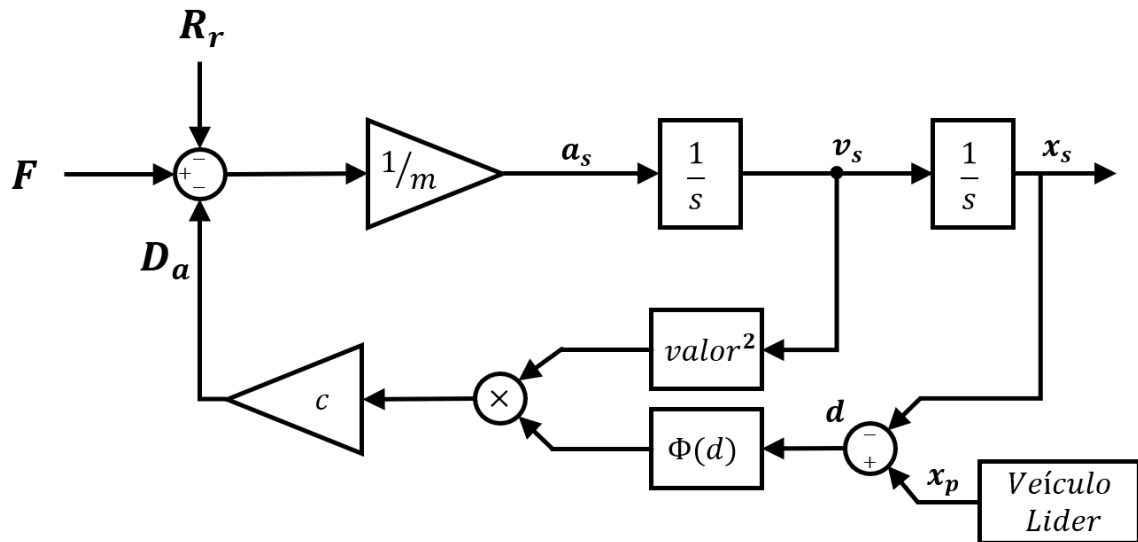 R_r
F
+
−
−
1/m
a_s
1/s
v_s
1/s
x_s
D_a
c
×
valor²
Φ(d)
d
−
+
x_p
Veículo
Lider